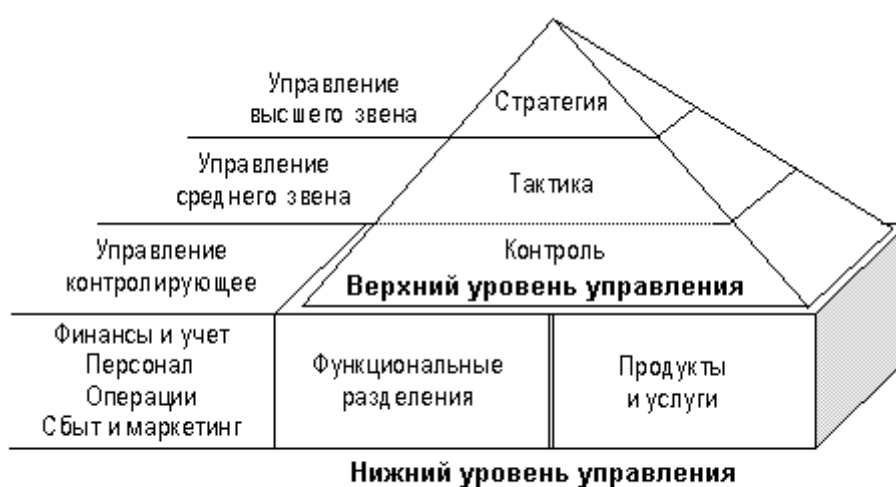 Управление
высшего звена
Стратегия
Управление
среднего звена
Тактика
Управление
контролирующее
Контроль
Верхний уровень управления
Финансы и учет
Персонал
Операции
Сбыт и маркетинг
Функциональные
разделения
Продукты
и услуги
Нижний уровень управления